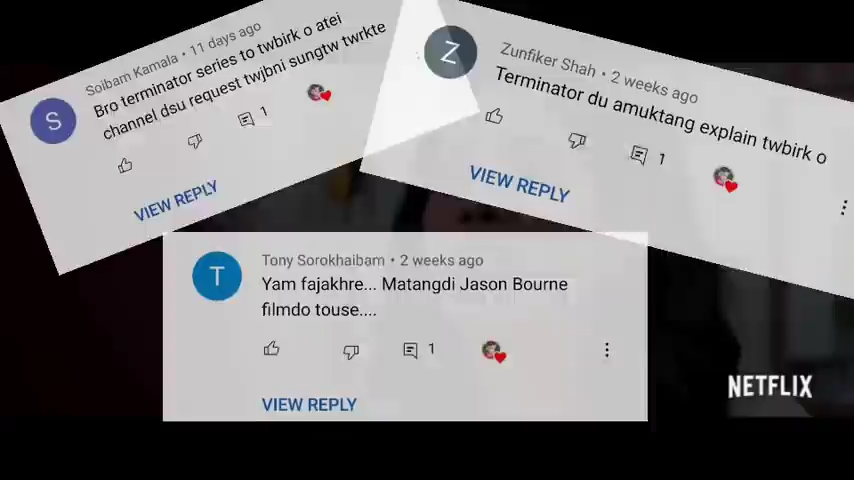 Soibam Kamala • 11 days ago
Bro terminator series to twbirk o atei
channel dsu request twjbni sungtw twrkte
S
1
VIEW REPLY
Z
Zunfiker Shah • 2 weeks ago
Terminator du amuktang explain twbirk o
1
VIEW REPLY
T
Tony Sorokhaibam • 2 weeks ago
Yam fajakhre... Matangdi Jason Bourne
filmdo touse....
1
VIEW REPLY
NETFLIX